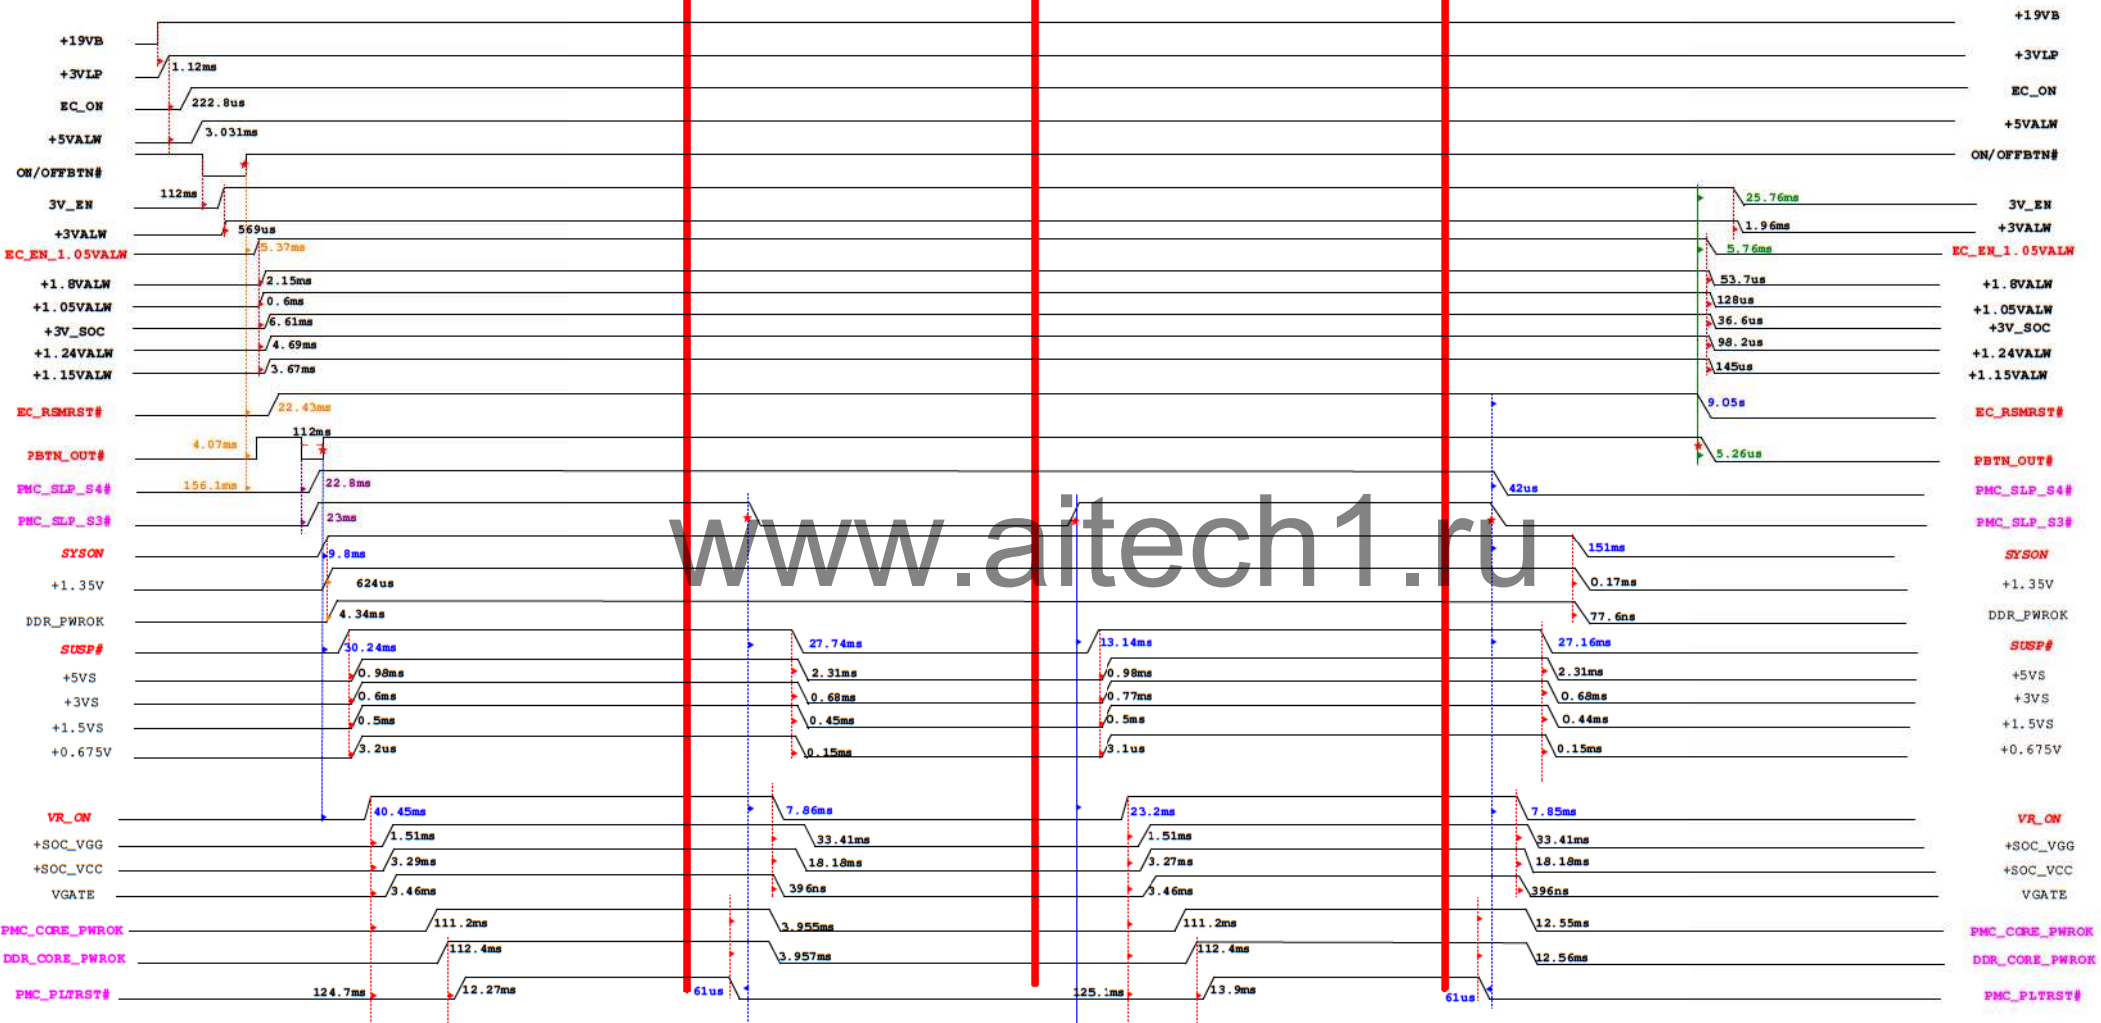 +19VB +19VB
+3VLP 1.12ms +3VLP
EC_ON 222.8us EC_ON
+5VALW 3.031ms +5VALW
ON/OFFBTN# ON/OFFBTN#
3V_EN 112ms 25.76ms 3V_EN
+3VALW 569us 1.96ms +3VALW
EC_EN_1.05VALW 5.37ms 5.76ms EC_EN_1.05VALW
+1.8VALW 2.15ms 53.7us +1.8VALW
+1.05VALW 0.6ms 128us +1.05VALW
+3V_SOC 6.61ms 36.6us +3V_SOC
+1.24VALW 4.69ms 98.2us +1.24VALW
+1.15VALW 3.67ms 145us +1.15VALW
EC_RSMRST# 22.43ms 9.05s EC_RSMRST#
112ms
PBTN_OUT# 4.07ms 5.26us PBTN_OUT#
PMC_SLP_S4# 156.1ms 22.8ms 42us PMC_SLP_S4#
PMC_SLP_S3# 23ms PMC_SLP_S3#
www.aitech1.ru
SYSON 9.8ms 151ms SYSON
+1.35V 624us 0.17ms +1.35V
DDR_PWROK 4.34ms 77.6ns DDR_PWROK
SUSP# 30.24ms 27.74ms 13.14ms 27.16ms SUSP#
+5VS 0.98ms 2.31ms 0.98ms 2.31ms +5VS
+3VS 0.6ms 0.68ms 0.77ms 0.68ms +3VS
+1.5VS 0.5ms 0.45ms 0.5ms 0.44ms +1.5VS
+0.675V 3.2us 0.15ms 3.1us 0.15ms +0.675V
VR_ON 40.45ms 7.86ms 23.2ms 7.85ms VR_ON
+SOC_VGG 1.51ms 33.41ms 1.51ms 33.41ms +SOC_VGG
+SOC_VCC 3.29ms 18.18ms 3.27ms 18.18ms +SOC_VCC
VGATE 3.46ms 396ns 3.46ms 396ns VGATE
PMC_CORE_PWROK 111.2ms 3.955ms 111.2ms 12.55ms PMC_CORE_PWROK
DDR_CORE_PWROK 112.4ms 3.957ms 112.4ms 12.56ms DDR_CORE_PWROK
PMC_PLTRST# 124.7ms 12.27ms 61us 125.1ms 13.9ms 61us PMC_PLTRST#